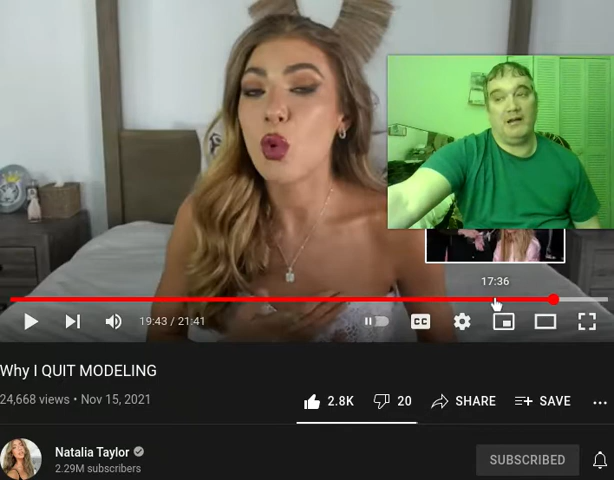 17:36
19:43 / 21:41
CC
Why I QUIT MODELING
24,668 views • Nov 15, 2021
2.8K
20
SHARE
SAVE
Natalia Taylor
2.29M subscribers
SUBSCRIBED